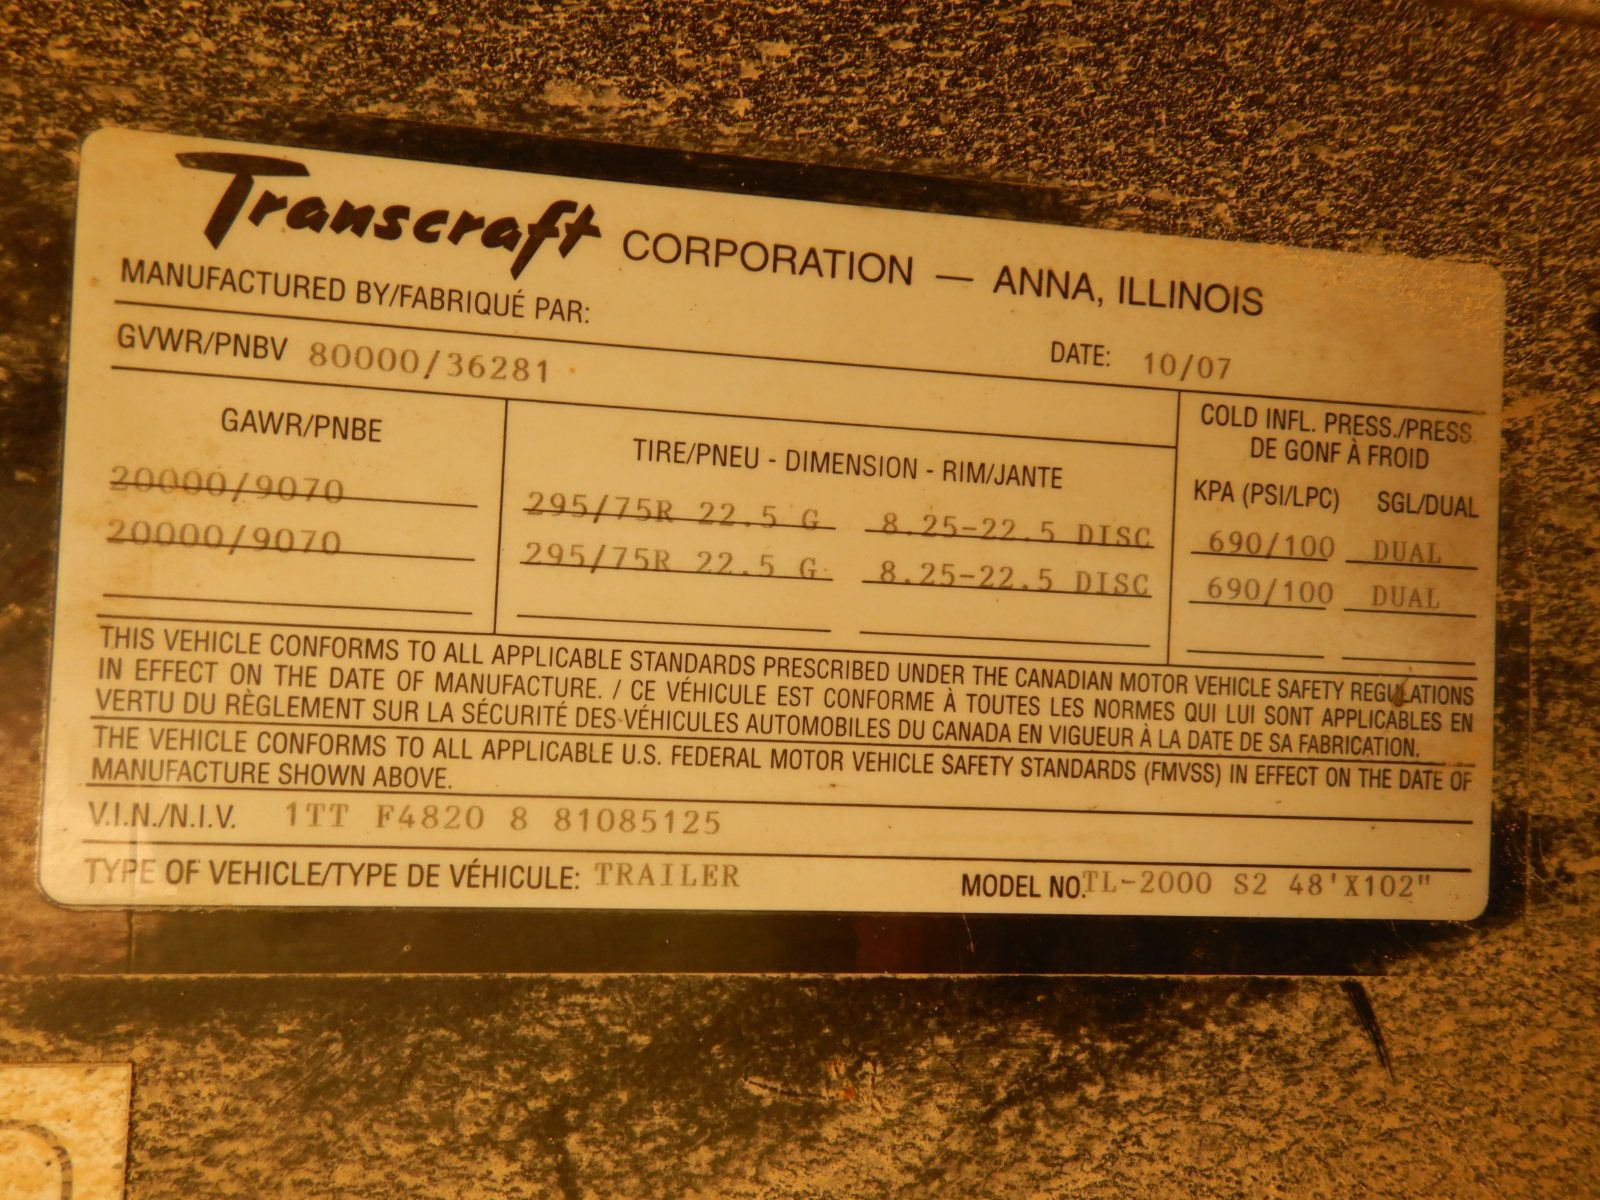 Transcraft CORPORATION — ANNA, ILLINOIS
MANUFACTURED BY/FABRIQUÉ PAR:
DATE: 10/07
GVWR/PNBV 80000/36281
GAWR/PNBE
TIRE/PNEU - DIMENSION - RIM/JANTE
COLD INFL. PRESS./PRESS.
DE GONF À FROID
KPA (PSI/LPC) SGL/DUAL
20000/9070 295/75R 22.5 G 8.25-22.5 DISC 690/100 DUAL
20000/9070 295/75R 22.5 G 8.25-22.5 DISC 690/100 DUAL
THIS VEHICLE CONFORMS TO ALL APPLICABLE STANDARDS PRESCRIBED UNDER THE CANADIAN MOTOR VEHICLE SAFETY REGULATIONS
IN EFFECT ON THE DATE OF MANUFACTURE. / CE VÉHICULE EST CONFORME À TOUTES LES NORMES QUI LUI SONT APPLICABLES EN
VERTU DU RÈGLEMENT SUR LA SÉCURITÉ DES VÉHICULES AUTOMOBILES DU CANADA EN VIGUEUR À LA DATE DE SA FABRICATION.
THE VEHICLE CONFORMS TO ALL APPLICABLE U.S. FEDERAL MOTOR VEHICLE SAFETY STANDARDS (FMVSS) IN EFFECT ON THE DATE OF
MANUFACTURE SHOWN ABOVE.
V.I.N./N.I.V. 1TT F4820 8 81085125
TYPE OF VEHICLE/TYPE DE VÉHICULE: TRAILER
MODEL NO. TL-2000 S2 48'X102"